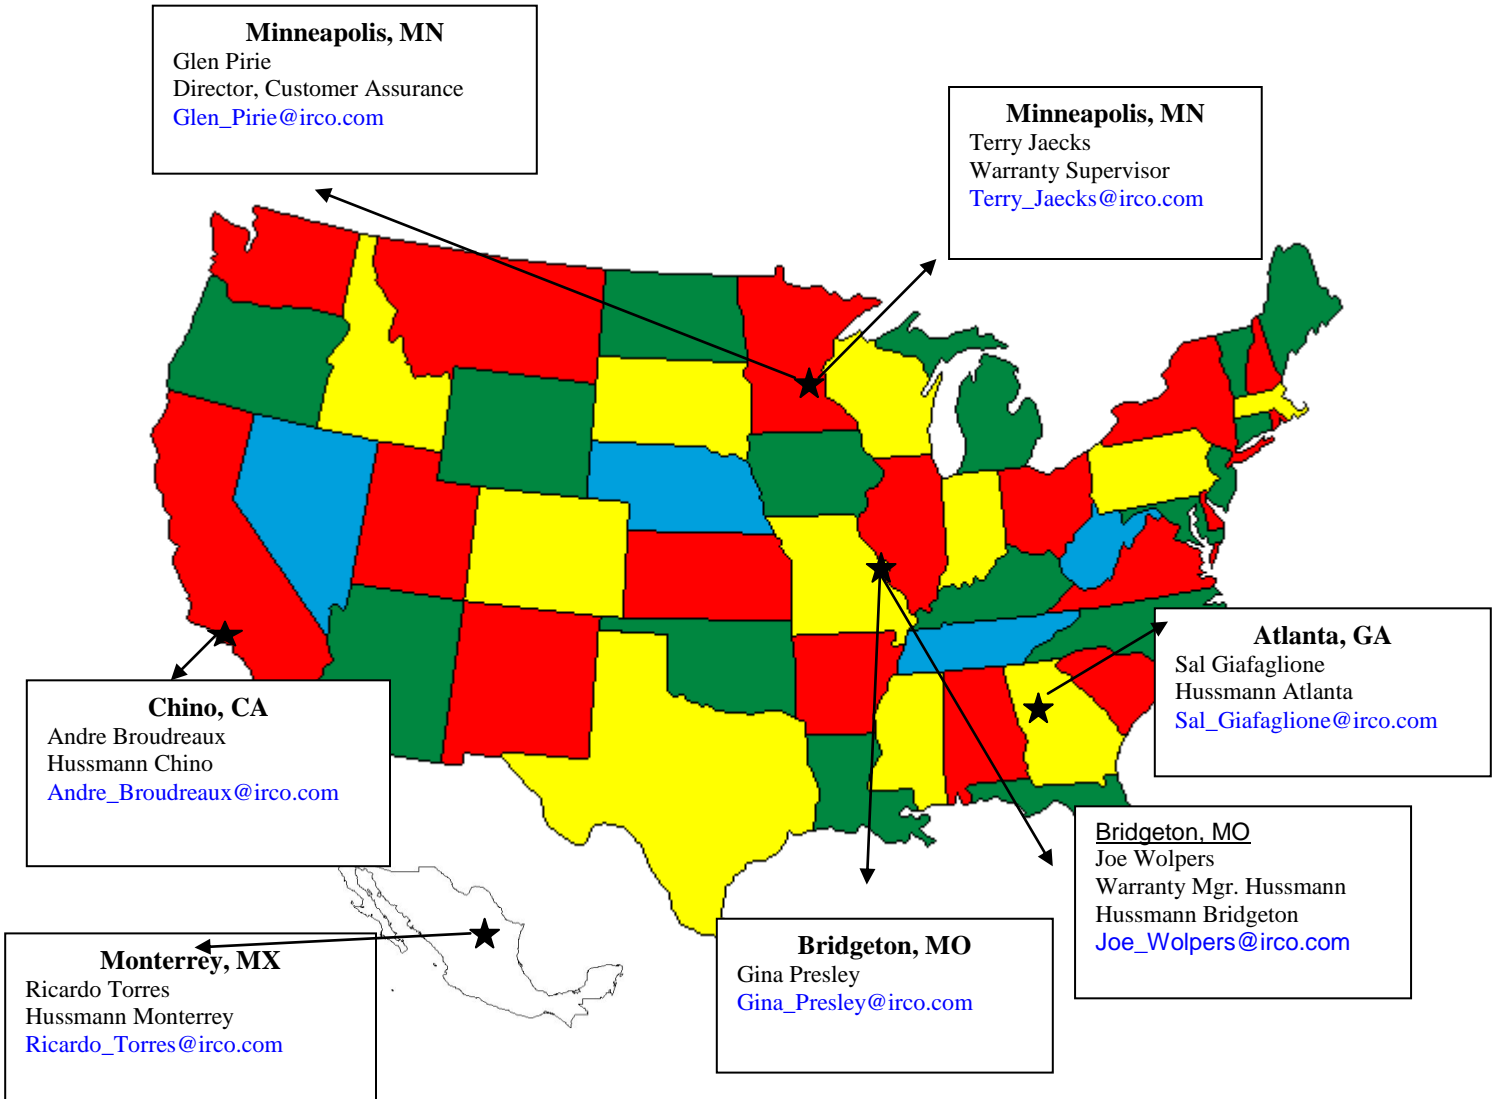 Minneapolis, MN
Glen Pirie
Director, Customer Assurance
Glen_Pirie@irco.com
Minneapolis, MN
Terry Jaecks
Warranty Supervisor
Terry_Jaecks@irco.com
Atlanta, GA
Sal Giafaglione
Hussmann Atlanta
Sal_Giafaglione@irco.com
Chino, CA
Andre Broudreaux
Hussmann Chino
Andre_Broudreaux@irco.com
Bridgeton, MO
Joe Wolpers
Warranty Mgr. Hussmann
Hussmann Bridgeton
Joe_Wolpers@irco.com
Bridgeton, MO
Gina Presley
Gina_Presley@irco.com
Monterrey, MX
Ricardo Torres
Hussmann Monterrey
Ricardo_Torres@irco.com